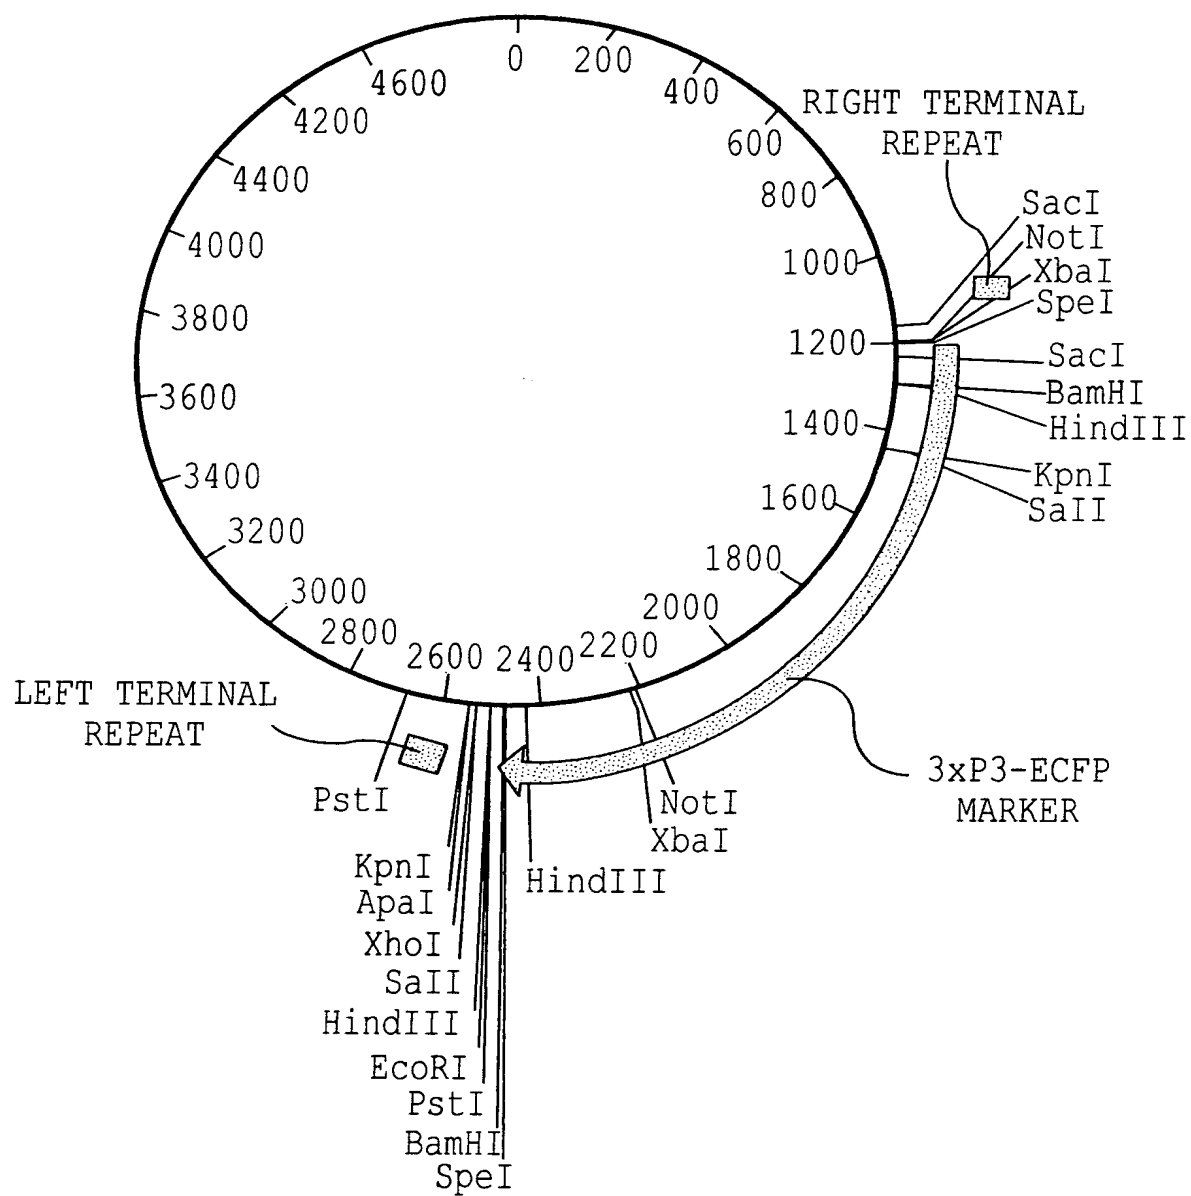 0
200
400
600
800
1000
1200
1400
1600
1800
2000
2200
2400
2600
2800
3000
3200
3400
3600
3800
4000
4400
4200
4600
RIGHT TERMINAL
REPEAT
SacI
NotI
XbaI
SpeI
SacI
BamHI
HindIII
KpnI
SaII
3xP3-ECFP
MARKER
NotI
XbaI
HindIII
LEFT TERMINAL
REPEAT
PstI
KpnI
ApaI
XhoI
SaII
HindIII
EcoRI
PstI
BamHI
SpeI